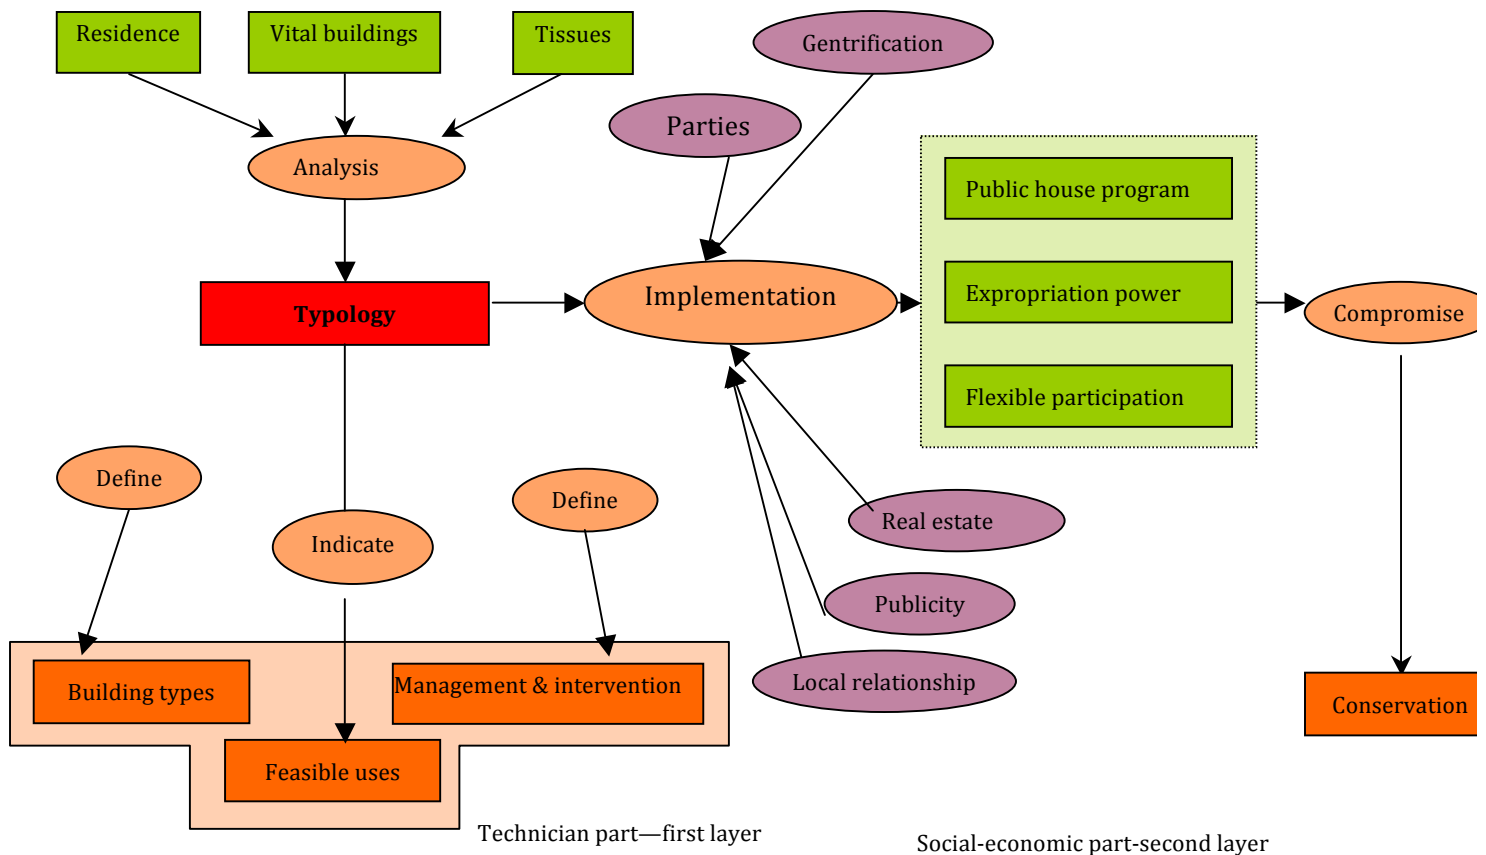 Residence
Vital buildings
Tissues
Gentrification
Parties
Analysis
Public house program
Typology
Implementation
Expropriation power
Compromise
Flexible participation
Define
Define
Indicate
Real estate
Publicity
Local relationship
Building types
Management & intervention
Conservation
Feasible uses
Technician part—first layer
Social-economic part-second layer